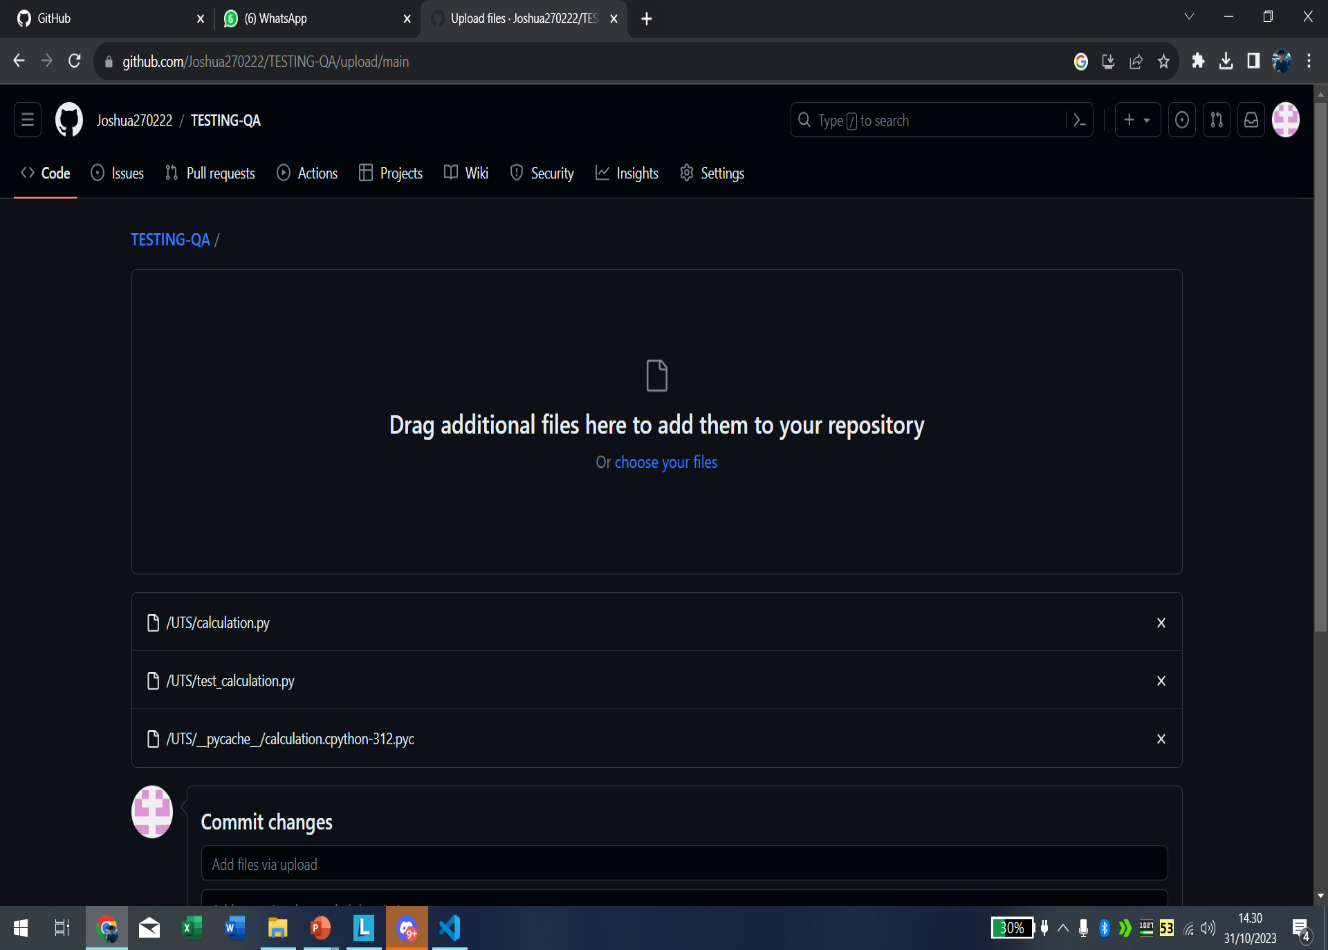 GitHub
(6) WhatsApp
Upload files · Joshua270222/TES
github.com/Joshua270222/TESTING-QA/upload/main
Joshua270222 / TESTING-QA
Type / to search
Code Issues Pull requests Actions Projects Wiki Security Insights Settings
TESTING-QA /
Drag additional files here to add them to your repository
Or choose your files
/UTS/calculation.py
/UTS/test_calculation.py
/UTS/__pycache__/calculation.cpython-312.pyc
Commit changes
Add files via upload
30%
1821
53
14.30
31/10/2023
4